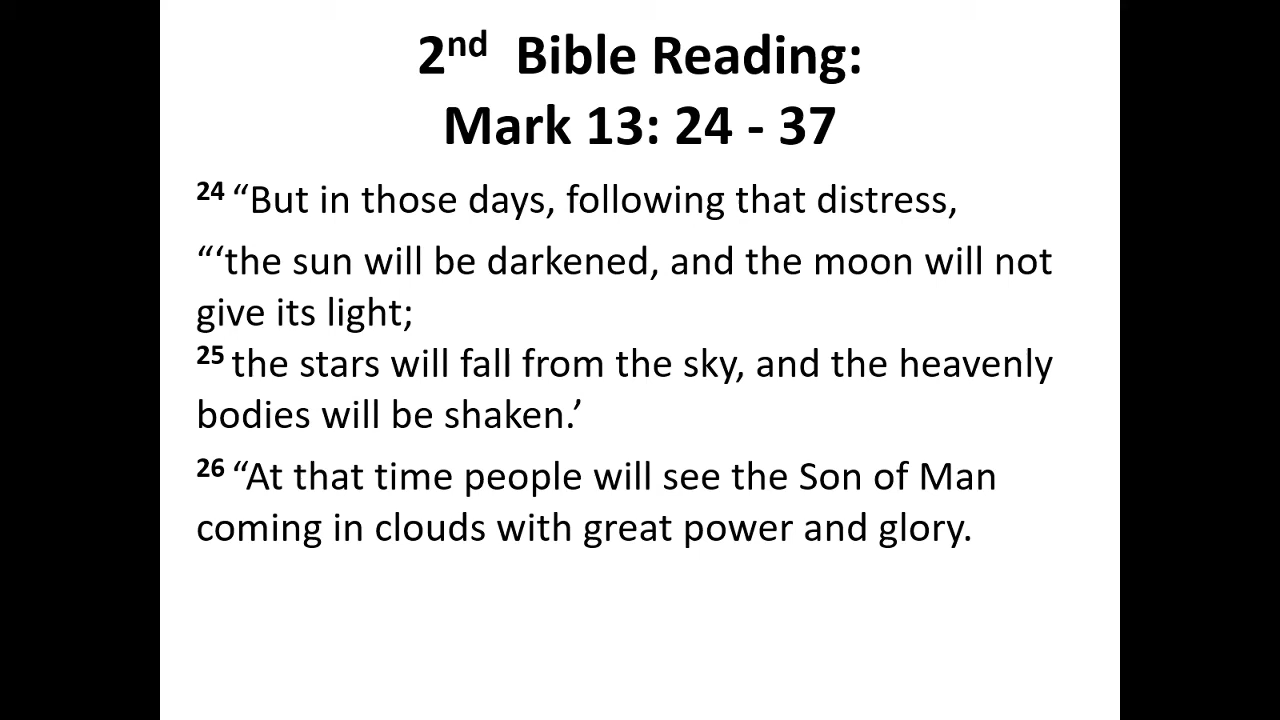 2nd  Bible Reading:
Mark 13: 24 - 37
24 “But in those days, following that distress,
“‘the sun will be darkened, and the moon will not
give its light;
25 the stars will fall from the sky, and the heavenly
bodies will be shaken.’
26 “At that time people will see the Son of Man
coming in clouds with great power and glory.